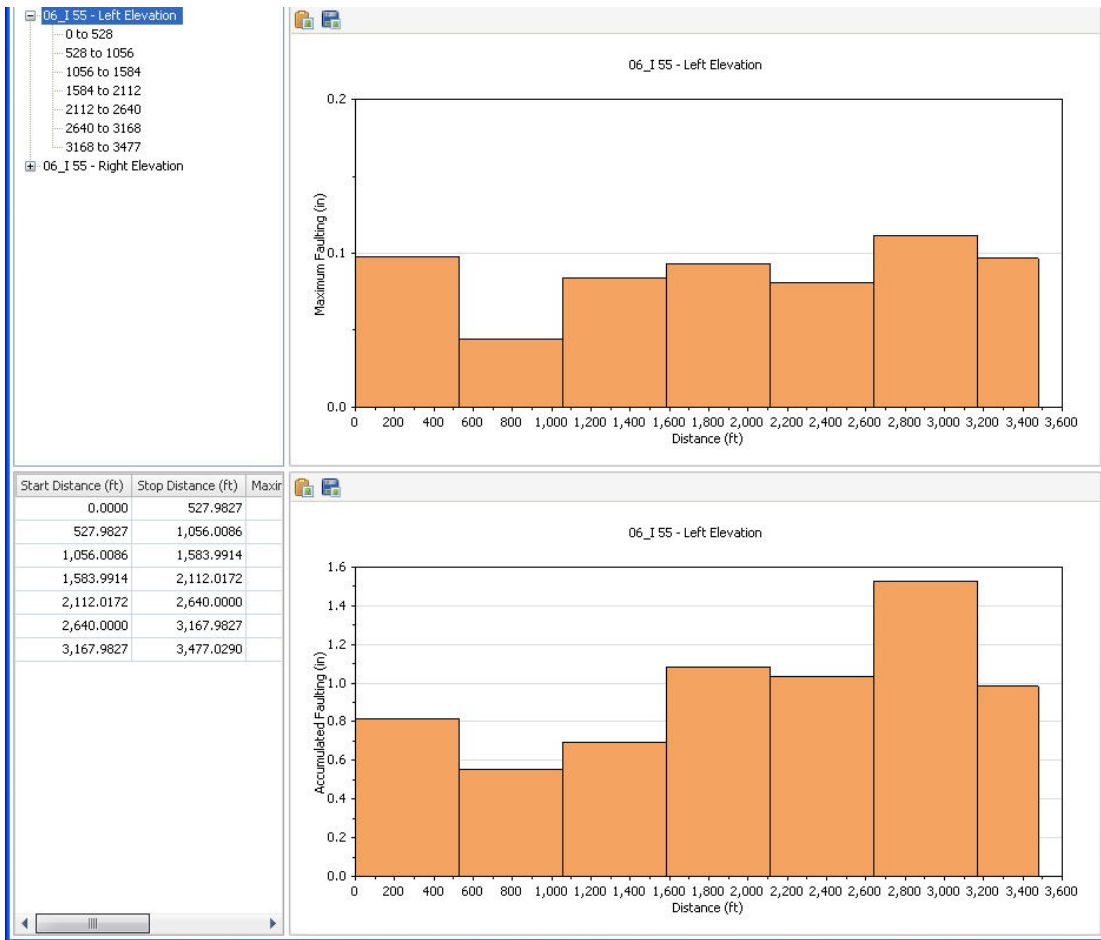 06_I 55 - Left Elevation
0 to 528
528 to 1056
1056 to 1584
1584 to 2112
2112 to 2640
2640 to 3168
3168 to 3477
06_I 55 - Right Elevation
06_I 55 - Left Elevation
0.2
0.1
0.0
Maximum Faulting (in)
0 200 400 600 800 1,000 1,200 1,400 1,600 1,800 2,000 2,200 2,400 2,600 2,800 3,000 3,200 3,400 3,600
Distance (ft)
Start Distance (ft) Stop Distance (ft) Maxir
0.0000 527.9827
527.9827 1,056.0086
1,056.0086 1,583.9914
1,583.9914 2,112.0172
2,112.0172 2,640.0000
2,640.0000 3,167.9827
3,167.9827 3,477.0290
06_I 55 - Left Elevation
1.6
1.4
1.2
1.0
0.8
0.6
0.4
0.2
0.0
Accumulated Faulting (in)
0 200 400 600 800 1,000 1,200 1,400 1,600 1,800 2,000 2,200 2,400 2,600 2,800 3,000 3,200 3,400 3,600
Distance (ft)